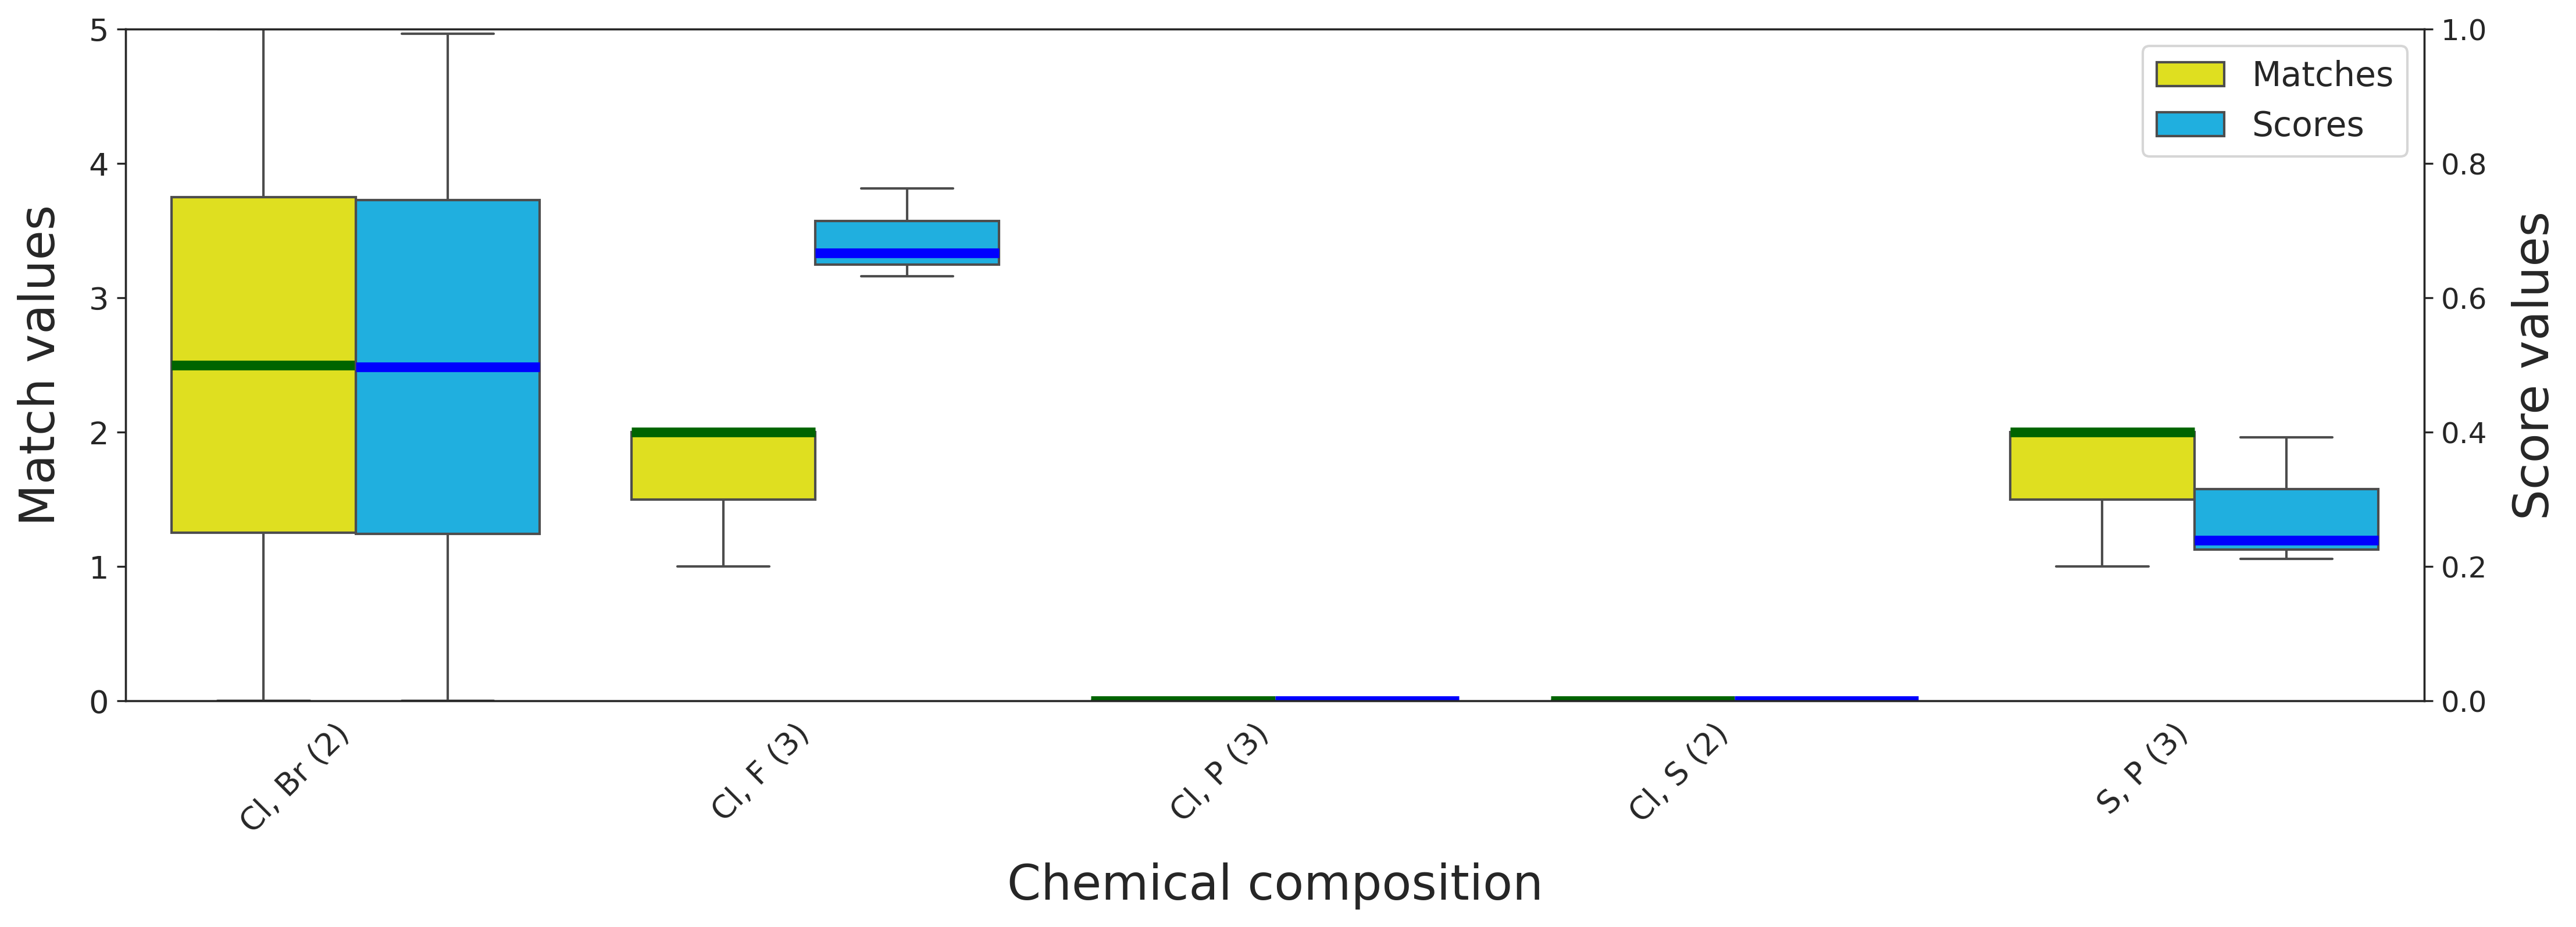 Match values
5
4
3
2
1
0
1.0
0.8
0.6
0.4
0.2
0.0
Score values
Matches
Scores
Cl, Br (2)
Cl, F (3)
Cl, P (3)
Cl, S (2)
S, P (3)
Chemical composition